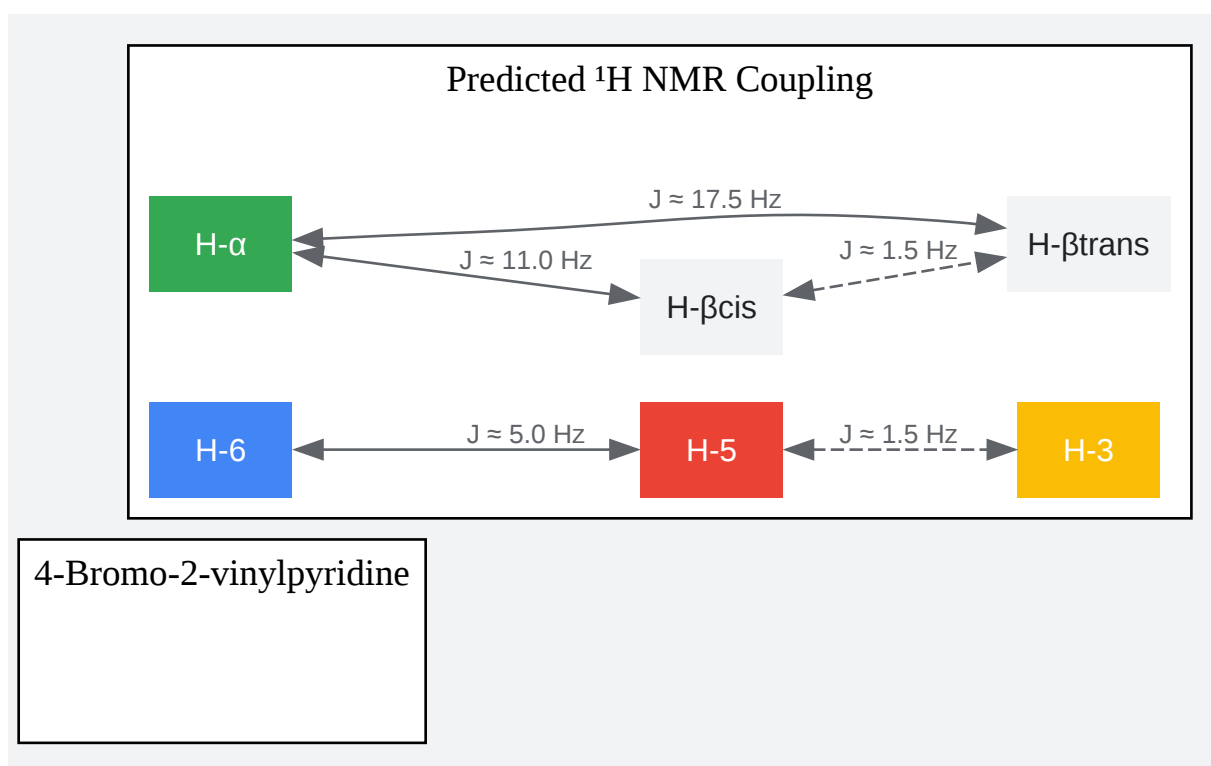 Predicted ¹H NMR Coupling
J ≈ 17.5 Hz
H-α
H-βtrans
J ≈ 11.0 Hz
J ≈ 1.5 Hz
H-βcis
J ≈ 5.0 Hz
J ≈ 1.5 Hz
H-6
H-5
H-3
4-Bromo-2-vinylpyridine